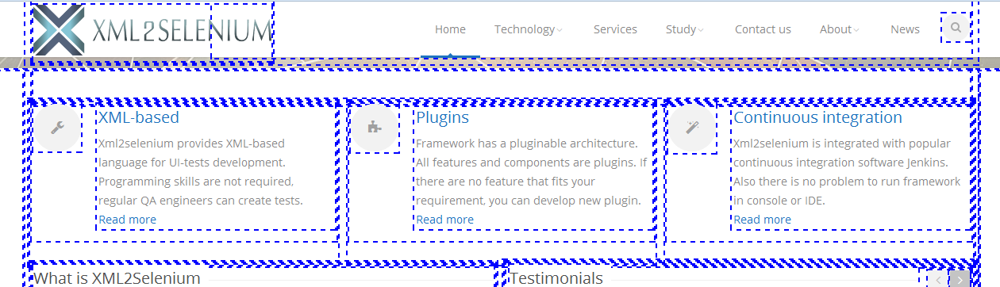 XML2SELENIUM
Home Technology Services Study Contact us About News
XML-based
Xml2selenium provides XML-based
language for UI-tests development.
Programming skills are not required,
regular QA engineers can create tests.
Read more
Plugins
Framework has a pluginable architecture.
All features and components are plugins. If
there are no feature that fits your
requirement, you can develop new plugin.
Read more
Continuous integration
Xml2selenium is integrated with popular
continuous integration software Jenkins.
Also there is no problem to run framework
in console or IDE.
Read more
What is XML2Selenium
Testimonials